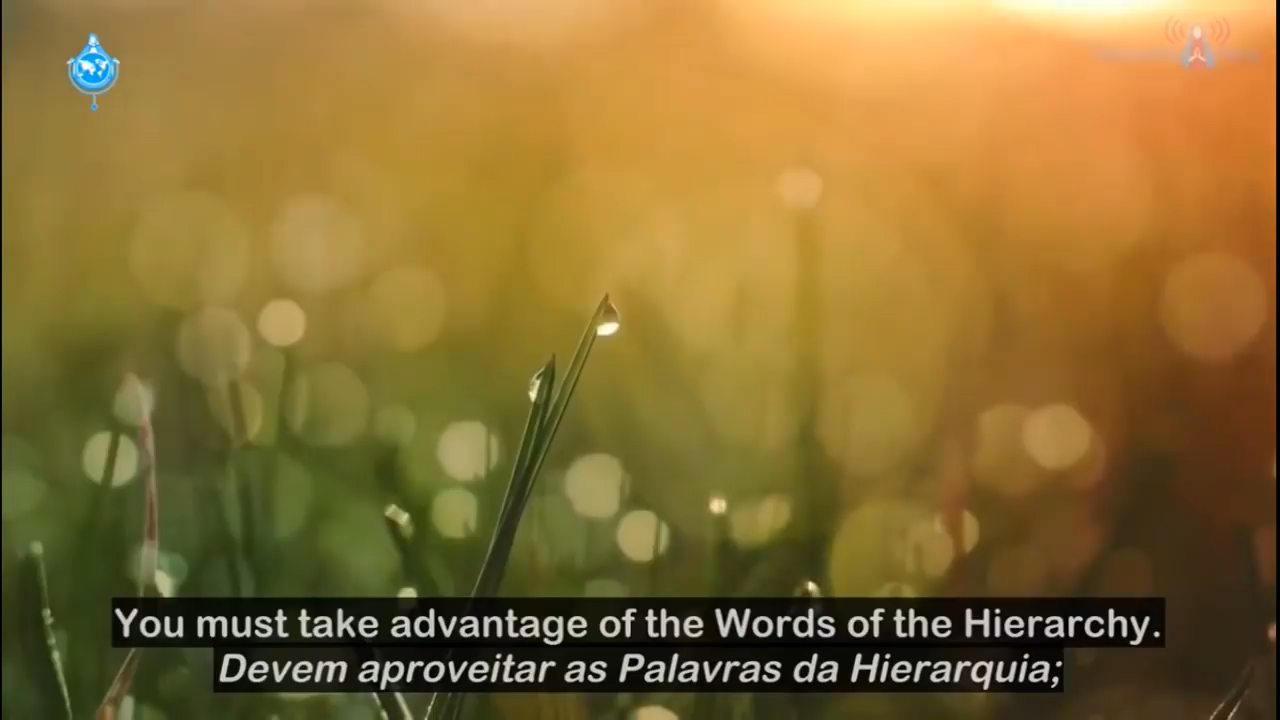 You must take advantage of the Words of the Hierarchy.
Devem aproveitar as Palavras da Hierarquia;